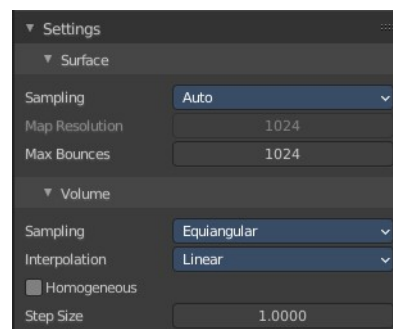 Settings
Surface
Sampling Auto
Map Resolution 1024
Max Bounces 1024
Volume
Sampling Equiangular
Interpolation Linear
Homogeneous
Step Size 1.0000